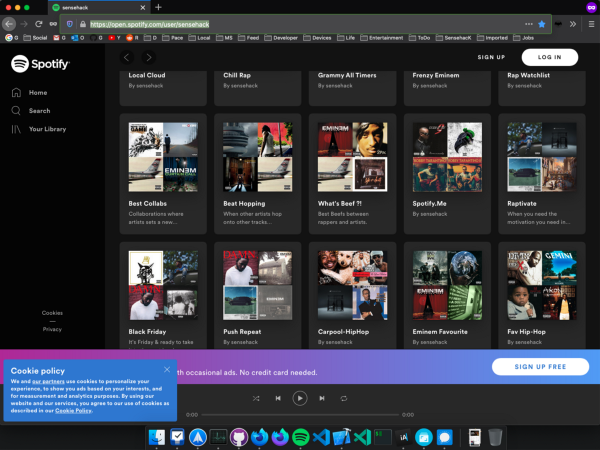 sensehack
https://open.spotify.com/user/sensehack
G Social G D Pace Local MS Feed Developer Devices Life Entertainment ToDo SensehacK Imported Jobs
Spotify
SIGN UP LOG IN
Home
Search
Your Library
Local Cloud Chill Rap Grammy All Timers Frenzy Eminem Rap Watchlist
By sensehack By sensehack By sensehack By sensehack By sensehack
EMINEM
EMINEM
Best Collabs Beat Hopping What's Beef ?! Spotify.Me Raptivate
Collaborations where When other artists hop Best Beefs between By sensehack When you need the
artists sets a new... onto other tracks... rappers and artists. motivation you need in...
EMINEM
GEMINI
Black Friday Push Repeat Carpool-HipHop Eminem Favourite Fav Hip-Hop
It's Friday & ready to take By sensehack By sensehack By sensehack By sensehack
Cookies
Privacy
th occasional ads. No credit card needed.
SIGN UP FREE
Cookie policy
We and our partners use cookies to personalize your
experience, to show you ads based on your interests, and
for measurement and analytics purposes. By using our
website and our services, you agree to our use of cookies as
described in our Cookie Policy.
0:00 0:00